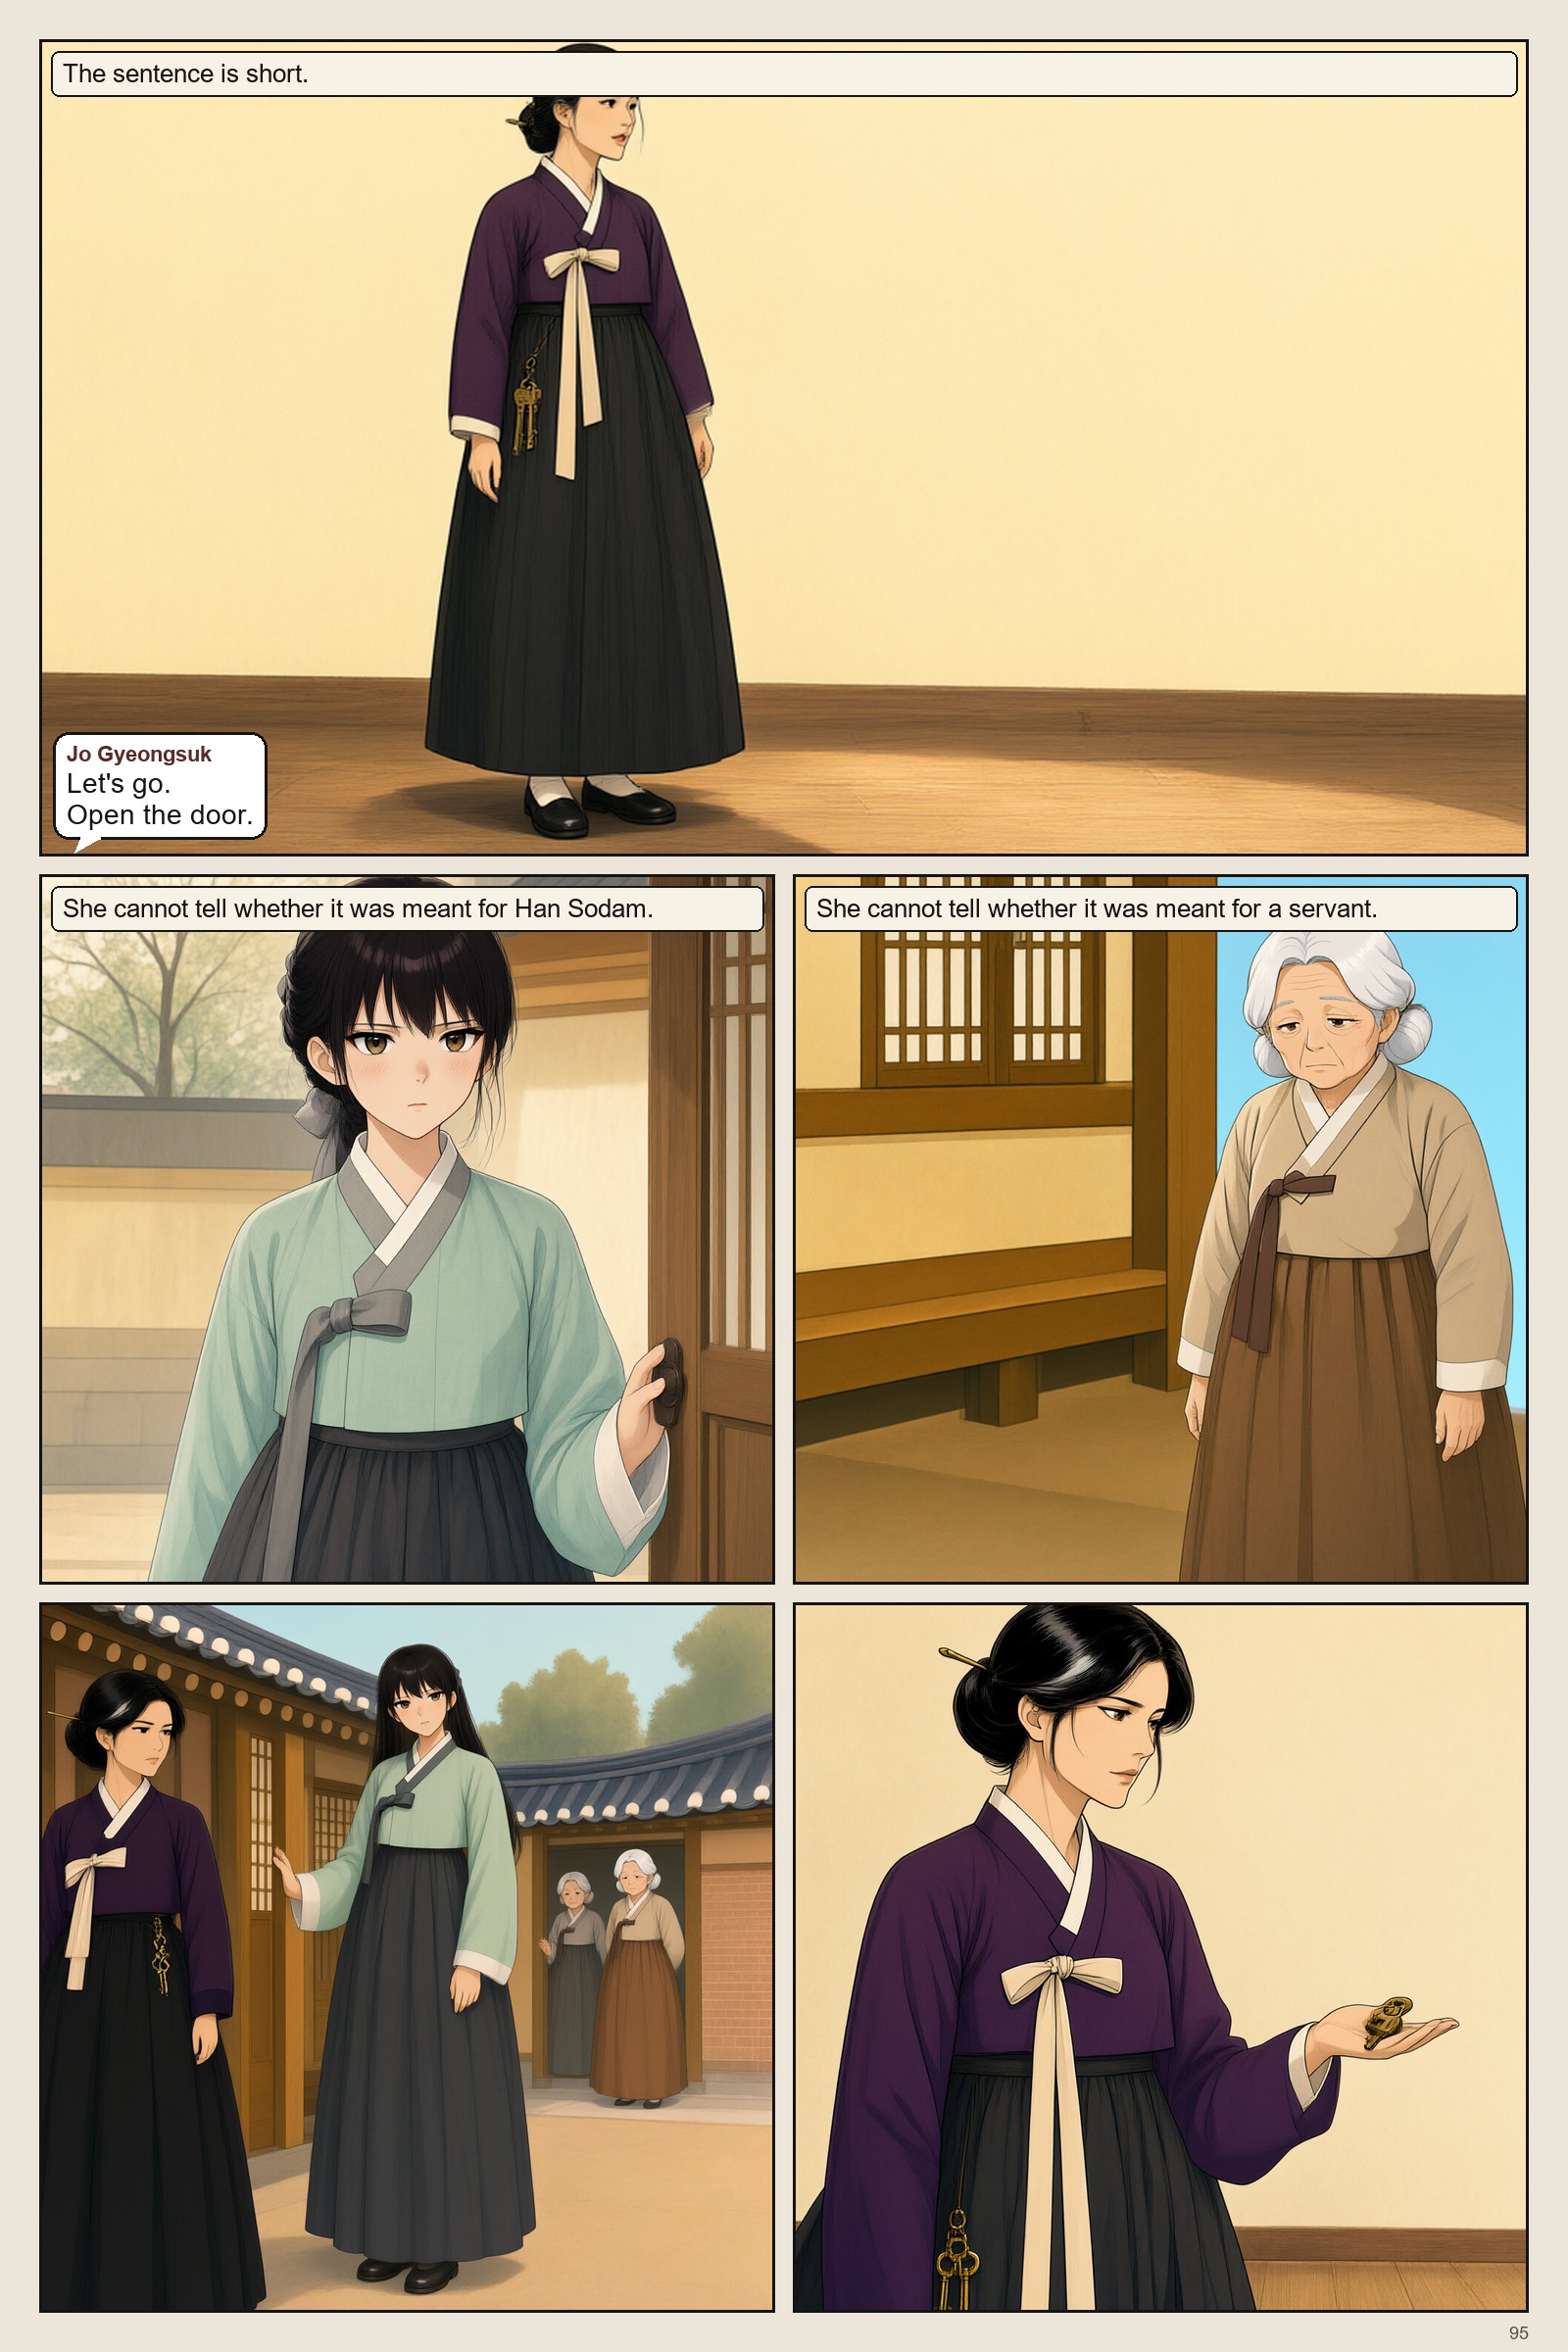 The sentence is short.
Jo Gyeongsuk
Let's go.
Open the door.
She cannot tell whether it was meant for Han Sodam.
She cannot tell whether it was meant for a servant.
95